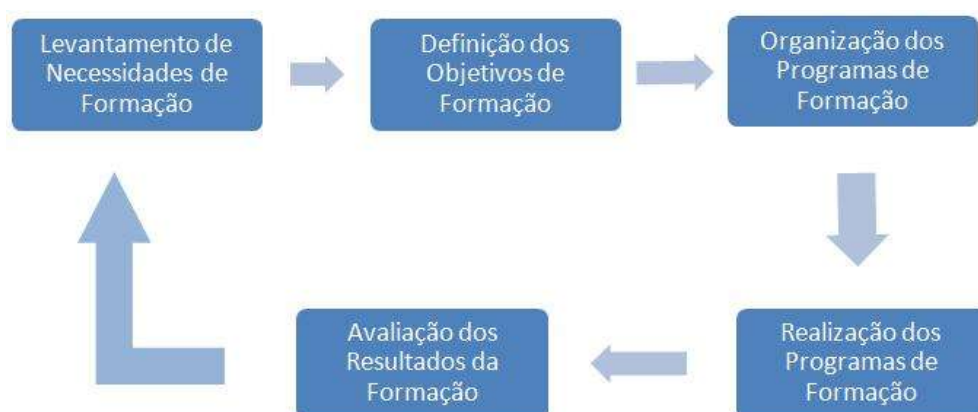 Levantamento de
Necessidades de
Formação
Definição dos
Objetivos de
Formação
Organização dos
Programas de
Formação
Realização dos
Programas de
Formação
Avaliação dos
Resultados da
Formação